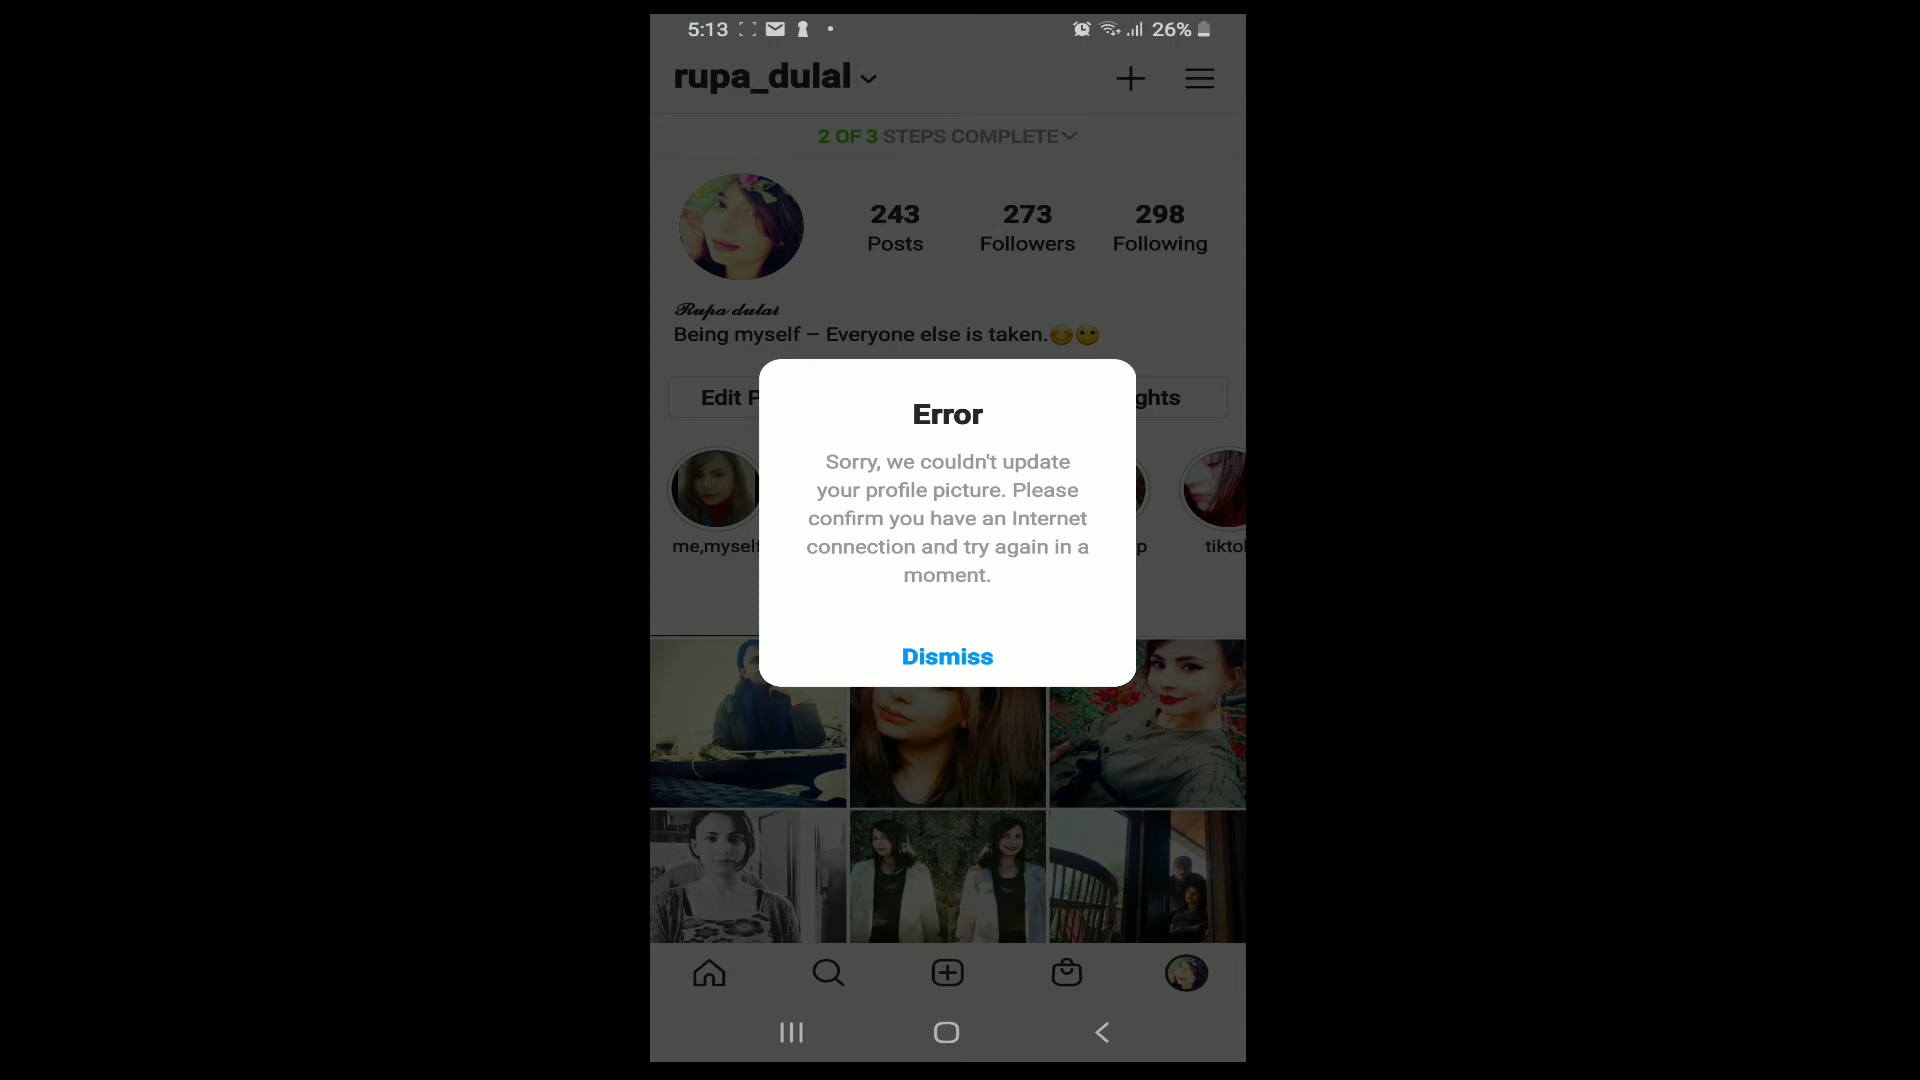 5:13
26%
rupa_dulal
2 OF 3 STEPS COMPLETE
243
273
298
Posts
Followers
Following
Rupa dulal
Being myself – Everyone else is taken.😊🙂
Edit P
ghts
Error
Sorry, we couldn't update
your profile picture. Please
confirm you have an Internet
connection and try again in a
moment.
Dismiss
me,myself
p
tiktok